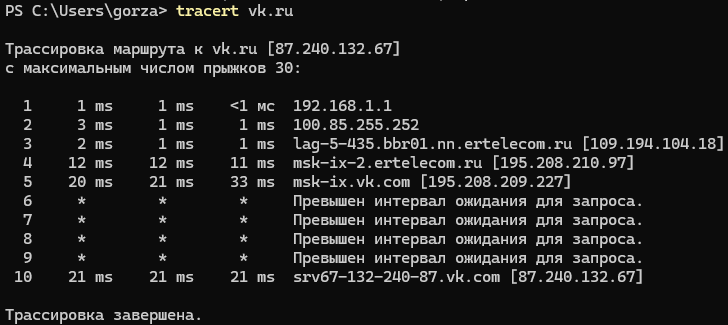 PS C:\Users\gorza> tracert vk.ru
Трассировка маршрута к vk.ru [87.240.132.67]
с максимальным числом прыжков 30:
1 1 ms 1 ms <1 мс 192.168.1.1
2 3 ms 1 ms 1 ms 100.85.255.252
3 2 ms 1 ms 1 ms lag-5-435.bbr01.nn.ertelecom.ru [109.194.104.18]
4 12 ms 12 ms 11 ms msk-ix-2.ertelecom.ru [195.208.210.97]
5 20 ms 21 ms 33 ms msk-ix.vk.com [195.208.209.227]
6 * * * Превышен интервал ожидания для запроса.
7 * * * Превышен интервал ожидания для запроса.
8 * * * Превышен интервал ожидания для запроса.
9 * * * Превышен интервал ожидания для запроса.
10 21 ms 21 ms 21 ms srv67-132-240-87.vk.com [87.240.132.67]
Трассировка завершена.